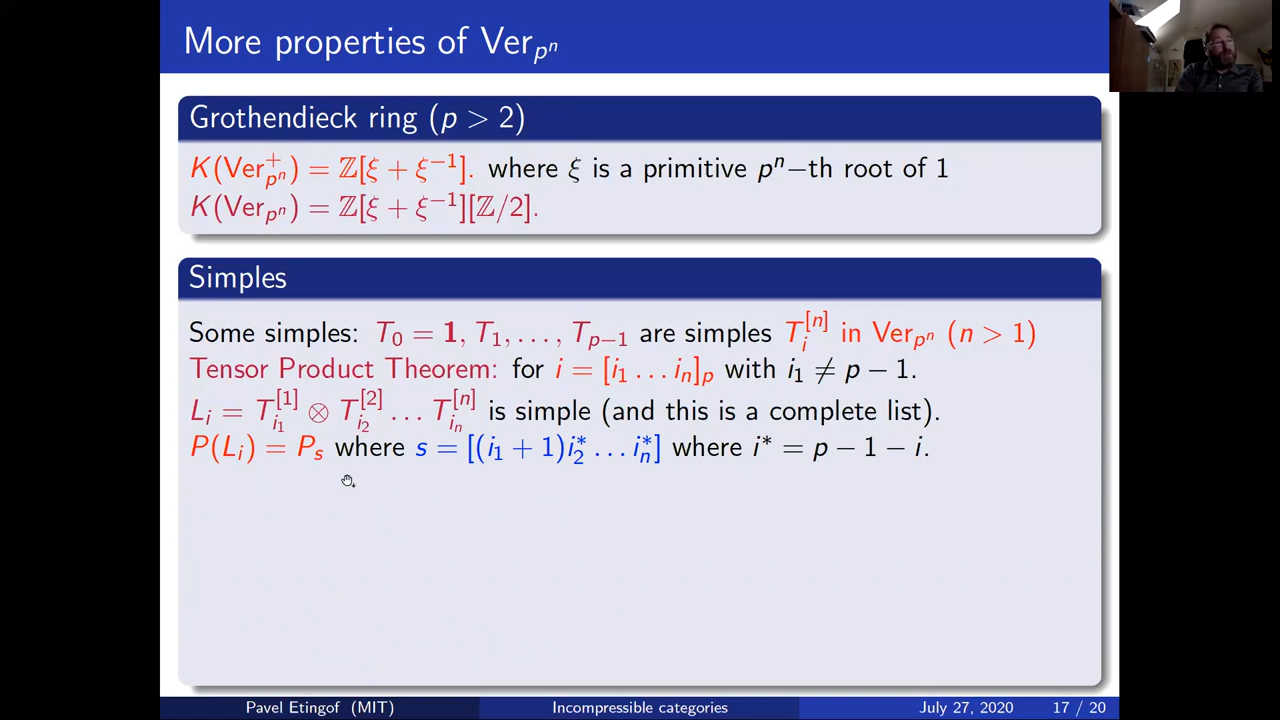 More properties of Ver_{p^n}
Grothendieck ring (p > 2)
K(Ver^+_{p^n}) = ℤ[ξ + ξ^{−1}]. where ξ is a primitive p^n−th root of 1
K(Ver_{p^n}) = ℤ[ξ + ξ^{−1}][ℤ/2].
Simples
Some simples: T_0 = 𝟏, T_1, . . . , T_{p−1} are simples T_i^{[n]} in Ver_{p^n} (n > 1)
Tensor Product Theorem: for i = [i_1 . . . i_n]_p with i_1 ≠ p − 1.
L_i = T_{i_1}^{[1]} ⊗ T_{i_2}^{[2]} . . . T_{i_n}^{[n]} is simple (and this is a complete list).
P(L_i) = P_s where s = [(i_1 + 1)i_2^* . . . i_n^*] where i^* = p − 1 − i.
Pavel Etingof (MIT) Incompressible categories July 27, 2020 17 / 20